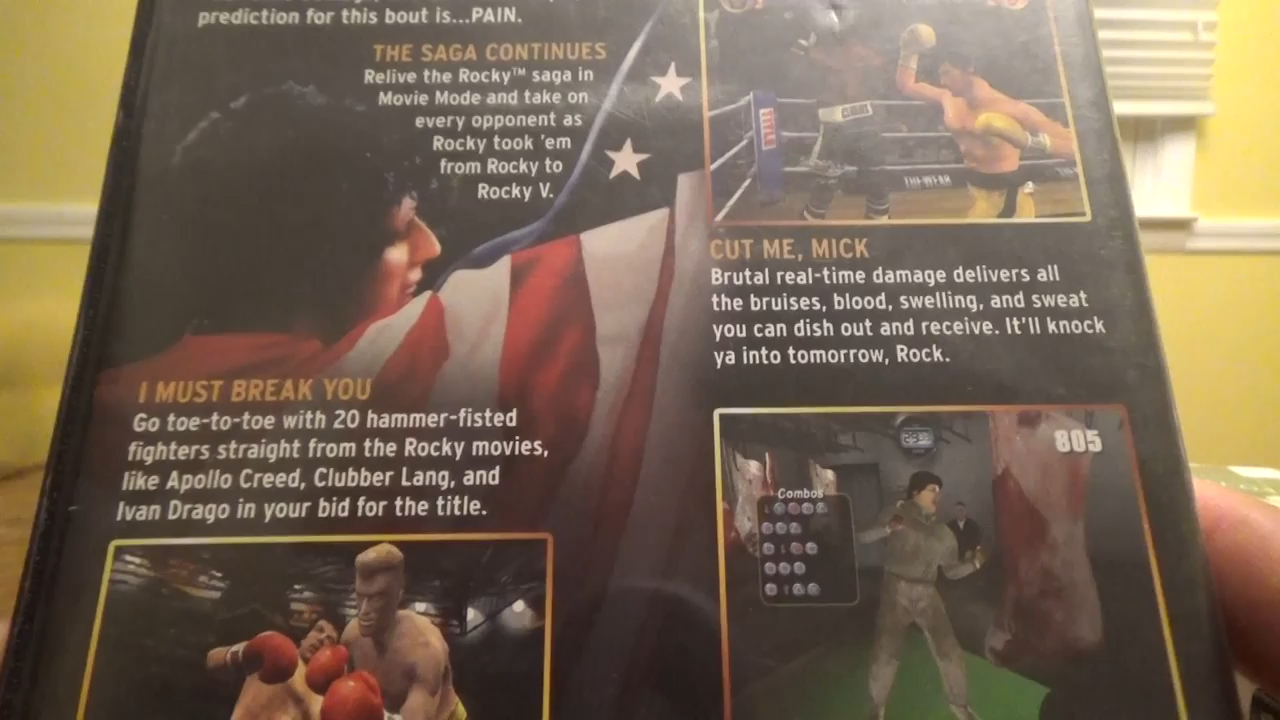 prediction for this bout is...PAIN.
THE SAGA CONTINUES
Relive the Rocky™ saga in
Movie Mode and take on
every opponent as
Rocky took 'em
from Rocky to
Rocky V.
TITLE
CUT ME, MICK
Brutal real-time damage delivers all
the bruises, blood, swelling, and sweat
you can dish out and receive. It'll knock
ya into tomorrow, Rock.
I MUST BREAK YOU
Go toe-to-toe with 20 hammer-fisted
fighters straight from the Rocky movies,
like Apollo Creed, Clubber Lang, and
Ivan Drago in your bid for the title.
805
Combos